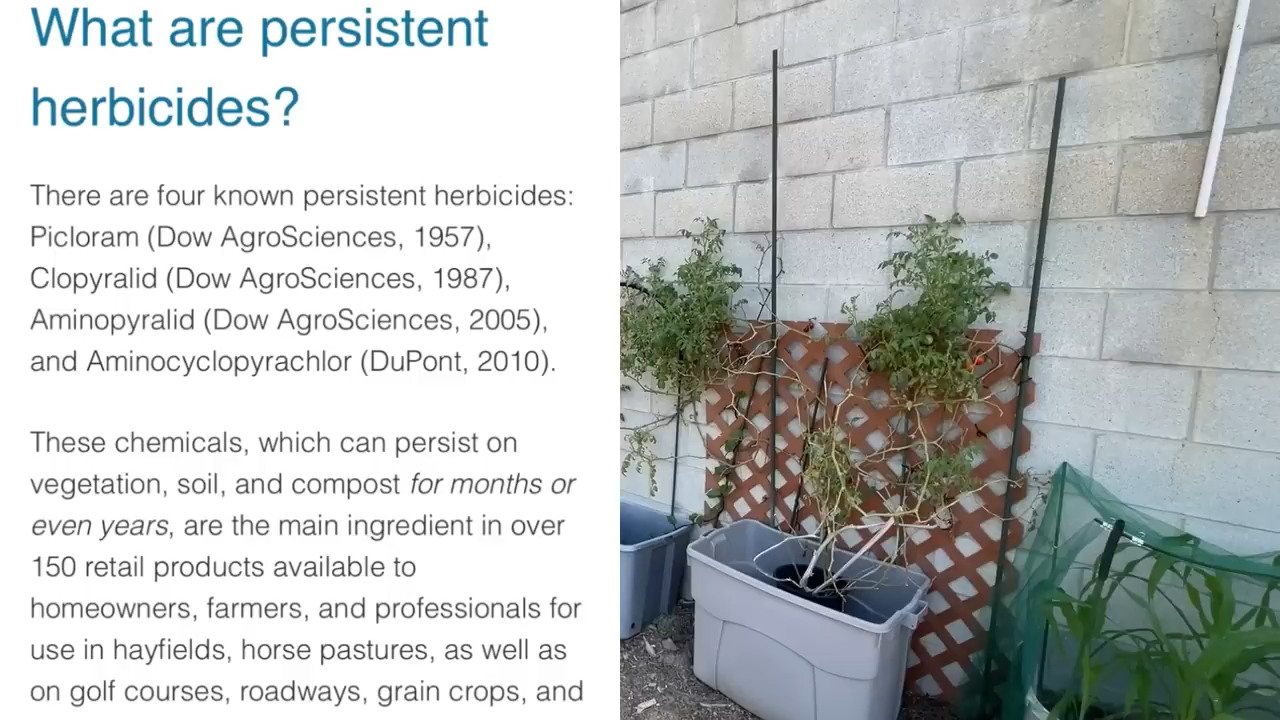 What are persistent
herbicides?
There are four known persistent herbicides:
Picloram (Dow AgroSciences, 1957),
Clopyralid (Dow AgroSciences, 1987),
Aminopyralid (Dow AgroSciences, 2005),
and Aminocyclopyrachlor (DuPont, 2010).
These chemicals, which can persist on
vegetation, soil, and compost for months or
even years, are the main ingredient in over
150 retail products available to
homeowners, farmers, and professionals for
use in hayfields, horse pastures, as well as
on golf courses, roadways, grain crops, and